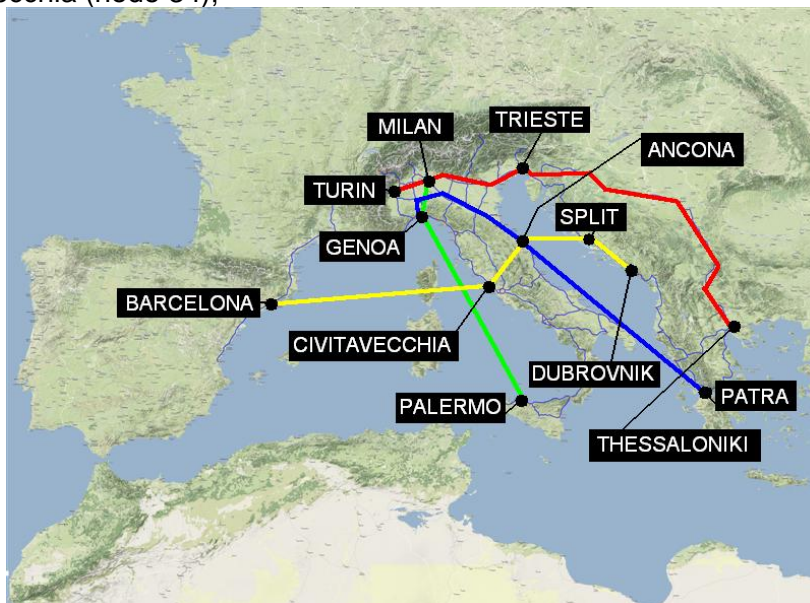 MILAN
TRIESTE
ANCONA
TURIN
SPLIT
GENOA
BARCELONA
CIVITAVECCHIA
DUBROVNIK
PALERMO
PATRA
THESSALONIKI